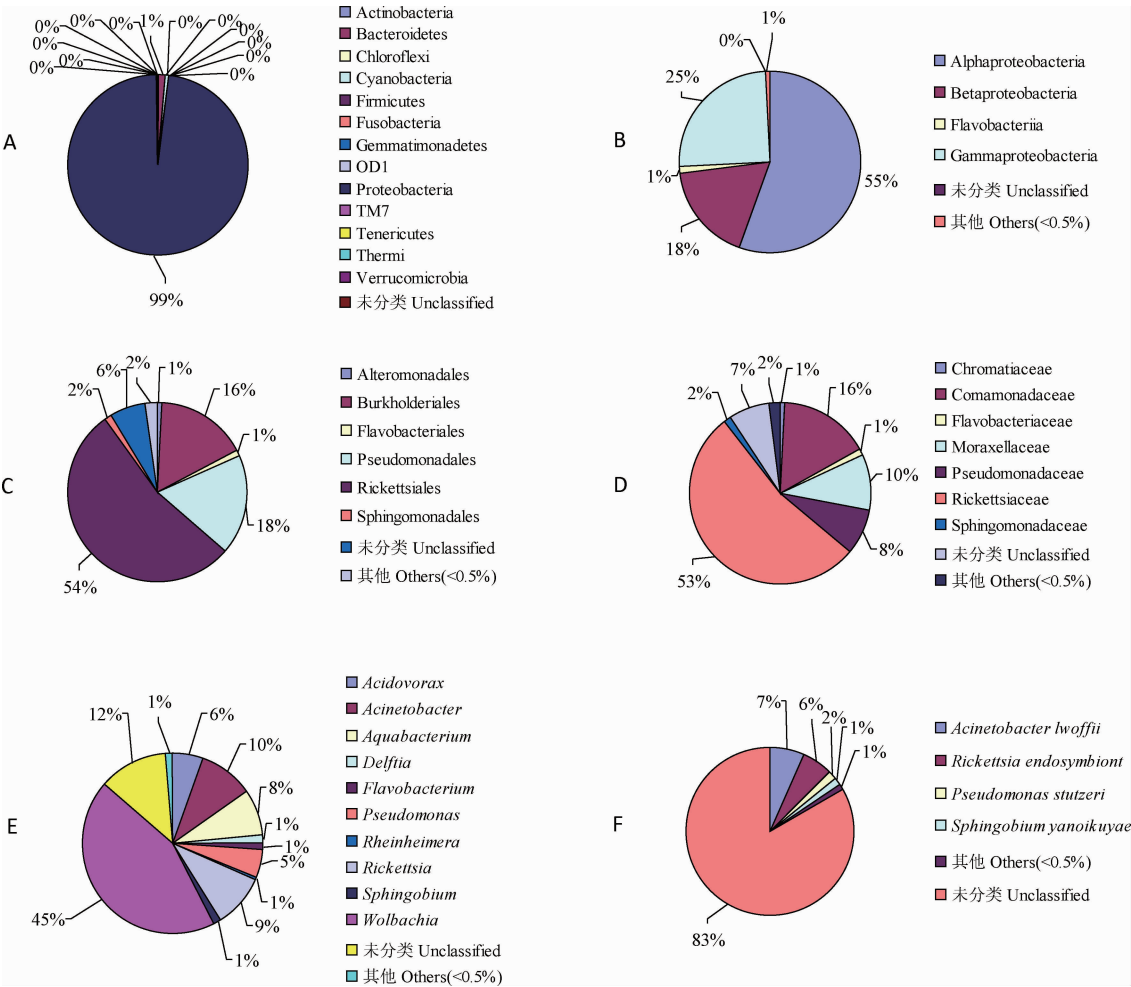 A
0%
0%
0%
0%
0%
0%
0%
1%
0%
0%
0%
0%
0%
0%
99%
Actinobacteria
Bacteroidetes
Chloroflexi
Cyanobacteria
Firmicutes
Fusobacteria
Gemmatimonadetes
OD1
Proteobacteria
TM7
Tenericutes
Thermi
Verrucomicrobia
未分类 Unclassified
B
1%
0%
25%
1%
18%
55%
Alphaproteobacteria
Betaproteobacteria
Flavobacteriia
Gammaproteobacteria
未分类 Unclassified
其他 Others(<0.5%)
C
2%
6%
2%
1%
16%
1%
18%
54%
Alteromonadales
Burkholderiales
Flavobacteriales
Pseudomonadales
Rickettsiales
Sphingomonadales
未分类 Unclassified
其他 Others(<0.5%)
D
2%
7%
2%
1%
16%
1%
10%
8%
53%
Chromatiaceae
Comamonadaceae
Flavobacteriaceae
Moraxellaceae
Pseudomonadaceae
Rickettsiaceae
Sphingomonadaceae
未分类 Unclassified
其他 Others(<0.5%)
E
12%
1%
6%
10%
8%
1%
1%
5%
1%
9%
1%
45%
Acidovorax
Acinetobacter
Aquabacterium
Delftia
Flavobacterium
Pseudomonas
Rheinheimera
Rickettsia
Sphingobium
Wolbachia
未分类 Unclassified
其他 Others(<0.5%)
F
7%
6%
2%
1%
1%
83%
Acinetobacter lwoffii
Rickettsia endosymbiont
Pseudomonas stutzeri
Sphingobium yanoikuyae
其他 Others(<0.5%)
未分类 Unclassified